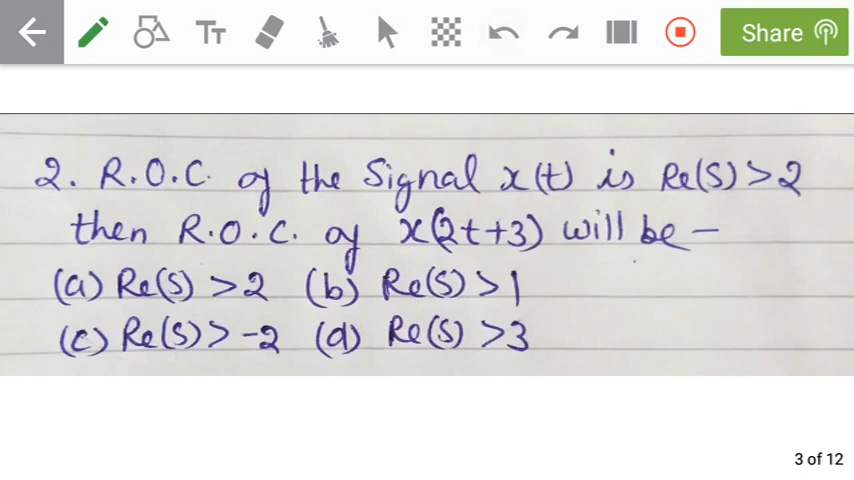 Share
2. R.O.C. of the Signal x(t) is Re(S)>2
then R.O.C. of x(2t+3) will be –
(a) Re(S) >2 (b) Re(S) >1
(c) Re(S) > -2 (d) Re(S) >3
3 of 12